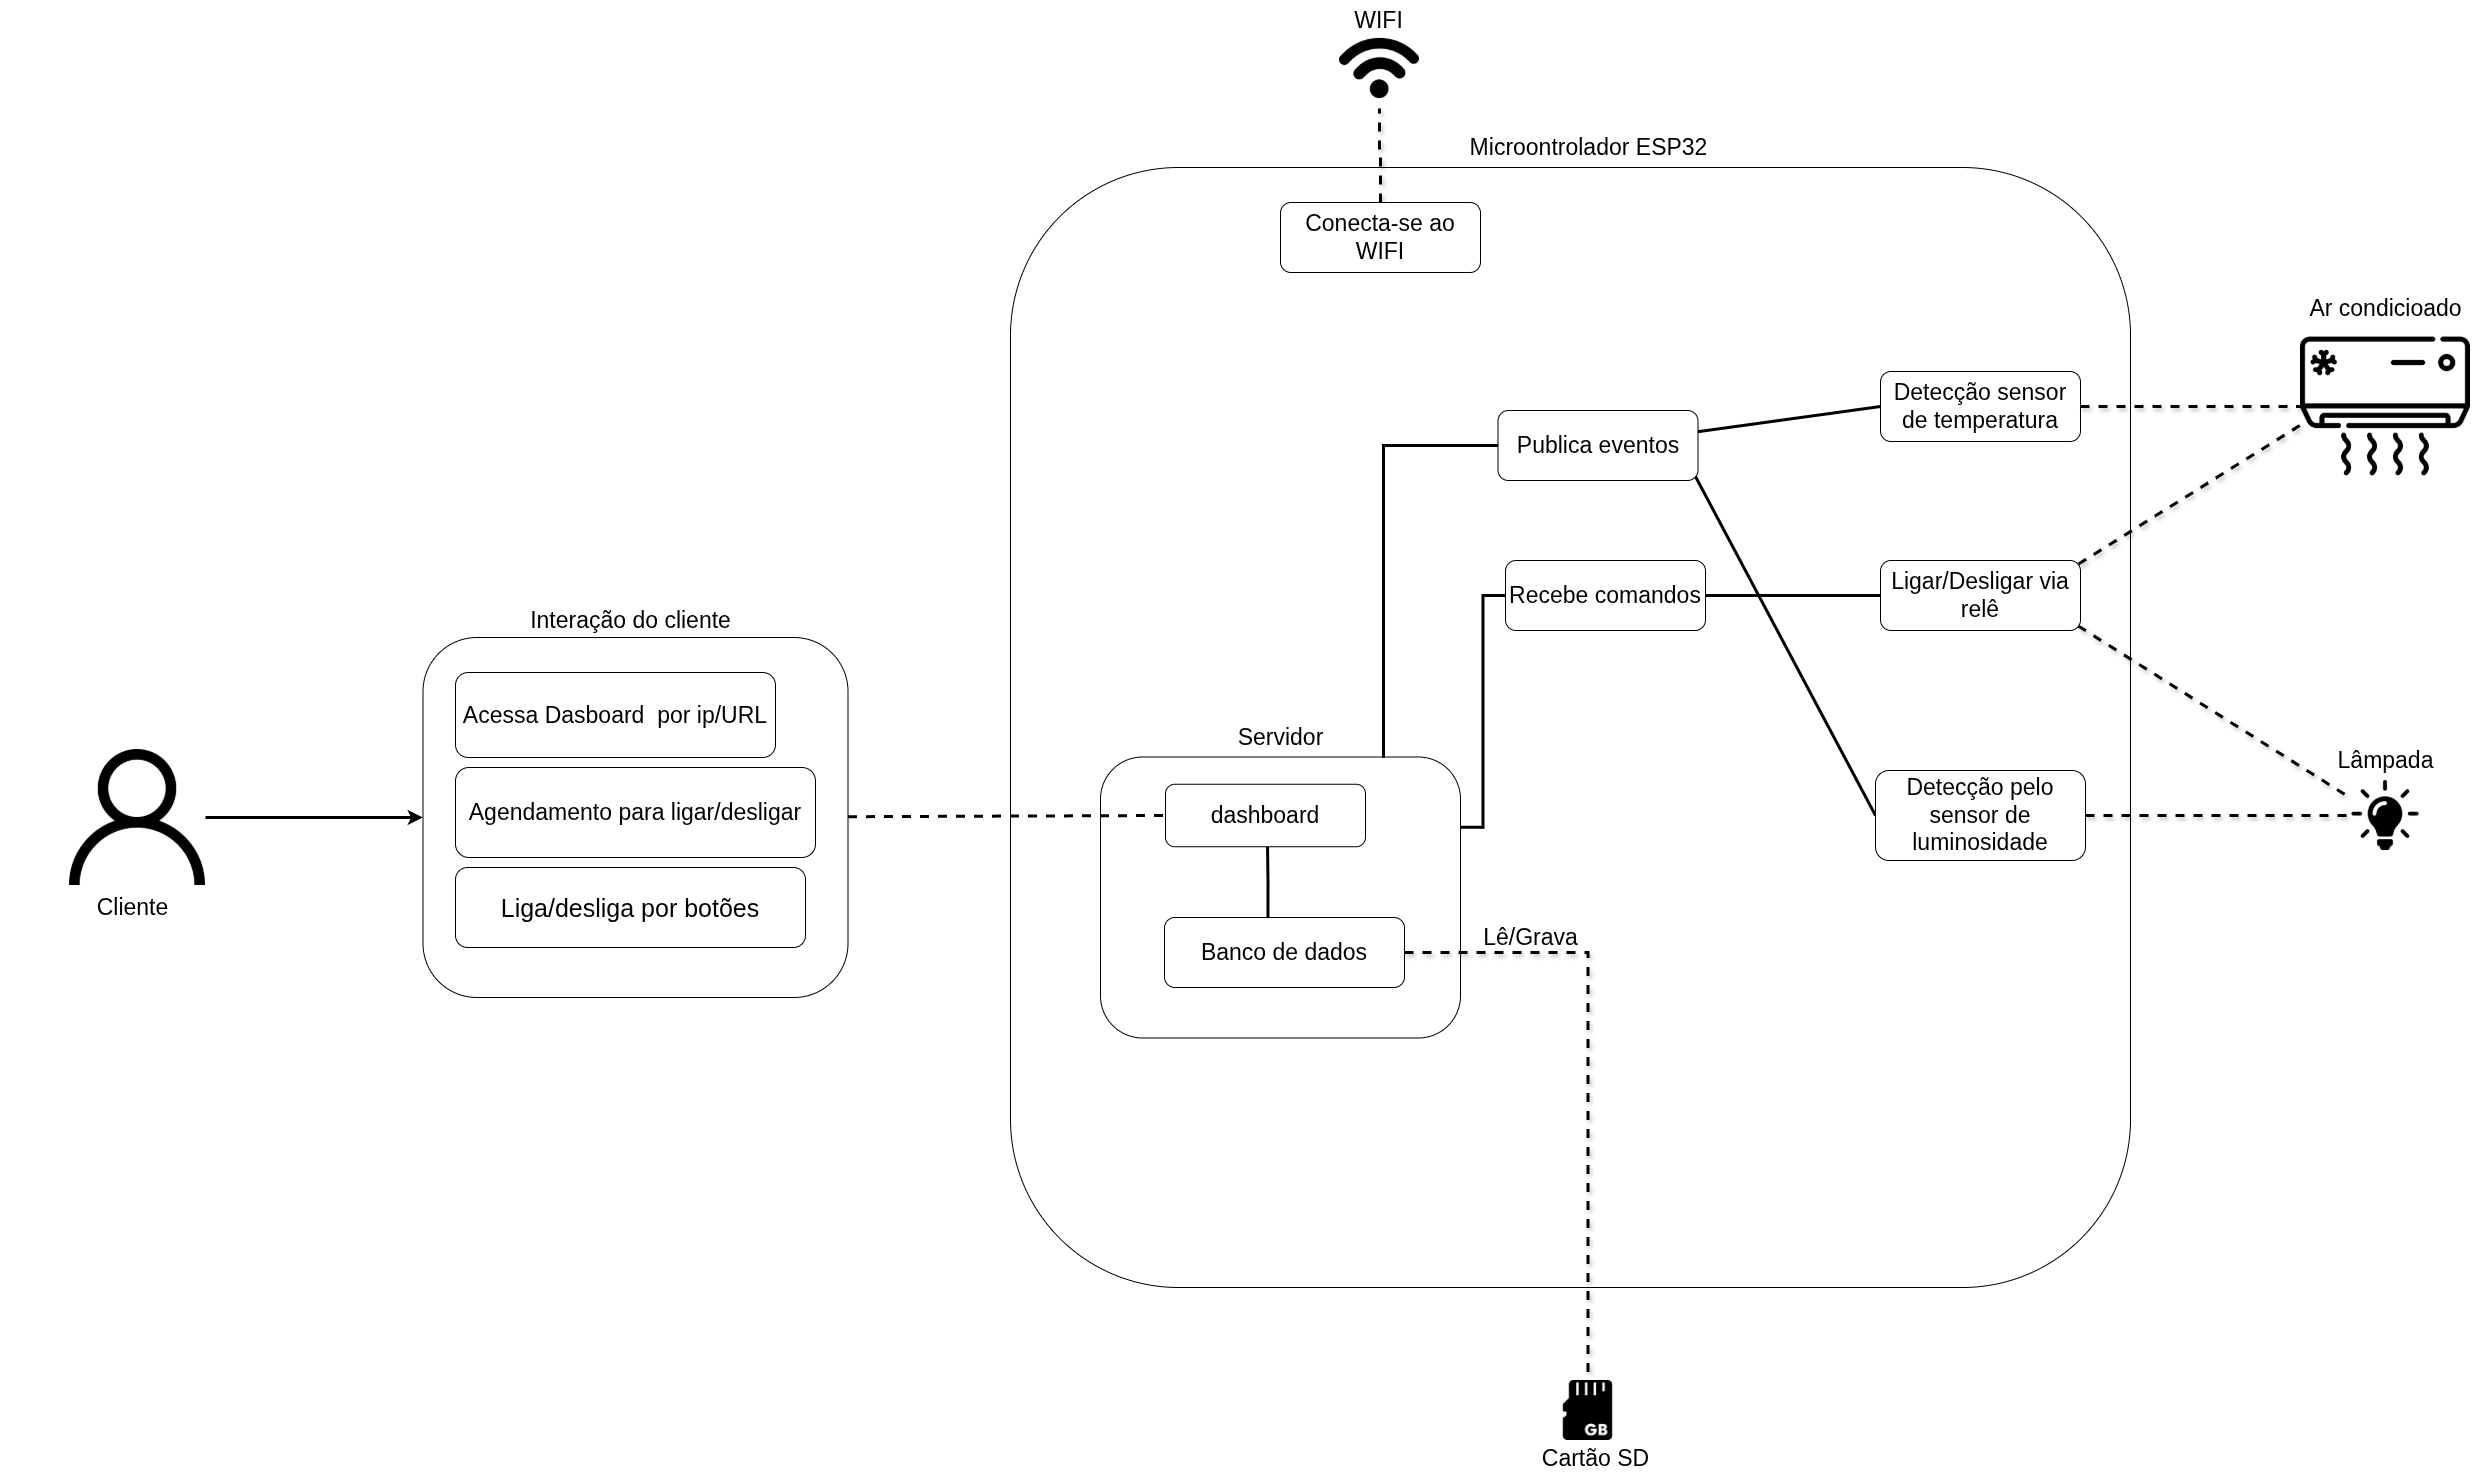 WIFI
Microontrolador ESP32
Conecta-se ao
WIFI
Ar condicioado
Detecção sensor
de temperatura
Publica eventos
Ligar/Desligar via
relê
Recebe comandos
Interação do cliente
Acessa Dasboard  por ip/URL
Agendamento para ligar/desligar
Liga/desliga por botões
Cliente
Servidor
dashboard
Banco de dados
Lê/Grava
Lâmpada
Detecção pelo
sensor de
luminosidade
GB
Cartão SD